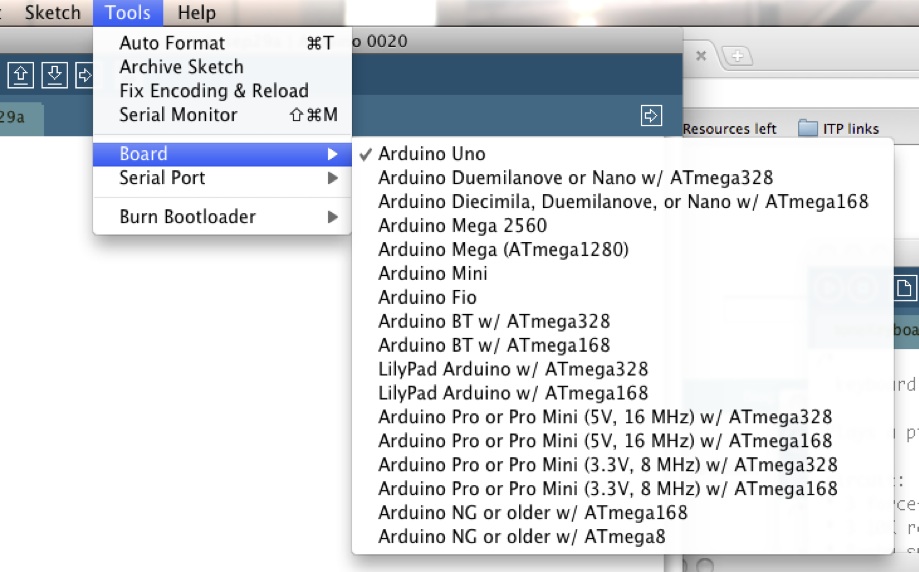 Sketch Tools Help
0020
Auto Format ⌘T
Archive Sketch
Fix Encoding & Reload
Serial Monitor ⇧⌘M
29a
Resources left ITP links
Board
Serial Port
Burn Bootloader
✓ Arduino Uno
Arduino Duemilanove or Nano w/ ATmega328
Arduino Diecimila, Duemilanove, or Nano w/ ATmega168
Arduino Mega 2560
Arduino Mega (ATmega1280)
Arduino Mini
Arduino Fio
Arduino BT w/ ATmega328
Arduino BT w/ ATmega168
LilyPad Arduino w/ ATmega328
LilyPad Arduino w/ ATmega168
Arduino Pro or Pro Mini (5V, 16 MHz) w/ ATmega328
Arduino Pro or Pro Mini (5V, 16 MHz) w/ ATmega168
Arduino Pro or Pro Mini (3.3V, 8 MHz) w/ ATmega328
Arduino Pro or Pro Mini (3.3V, 8 MHz) w/ ATmega168
Arduino NG or older w/ ATmega168
Arduino NG or older w/ ATmega8